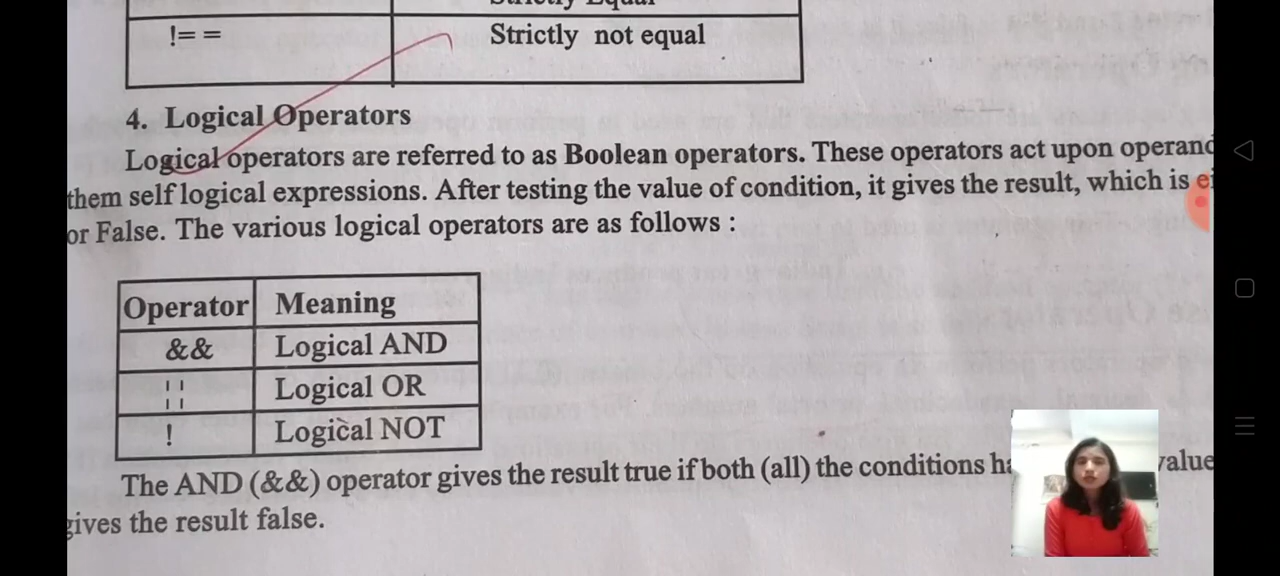 != =
Strictly not equal
4. Logical Operators
Logical operators are referred to as Boolean operators. These operators act upon
them self logical expressions. After testing the value of condition, it gives the result, which is
or False. The various logical operators are as follows :
Operator Meaning
&& Logical AND
¦¦ Logical OR
! Logical NOT
The AND (&&) operator gives the result true if both (all) the conditions
gives the result false.